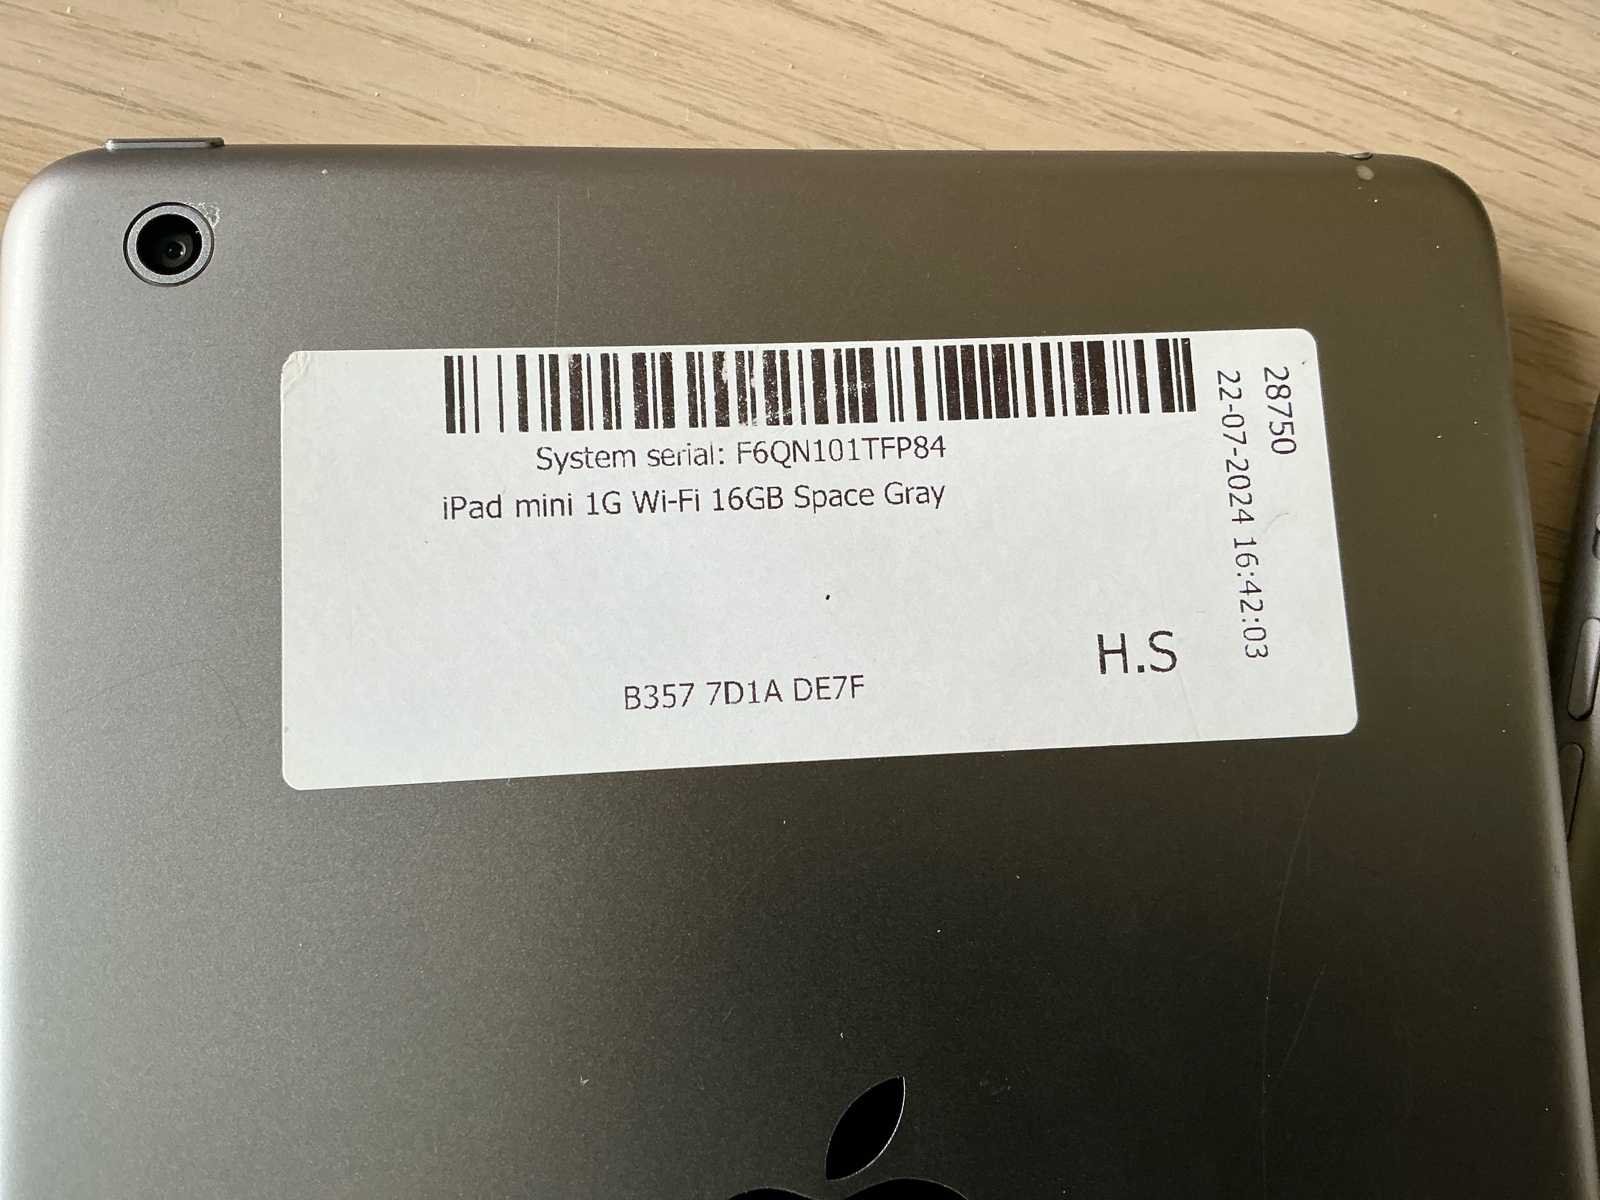 System serial: F6QN101TFP84
iPad mini 1G Wi-Fi 16GB Space Gray
H.S
B357 7D1A DE7F
28750
22-07-2024 16:42:03